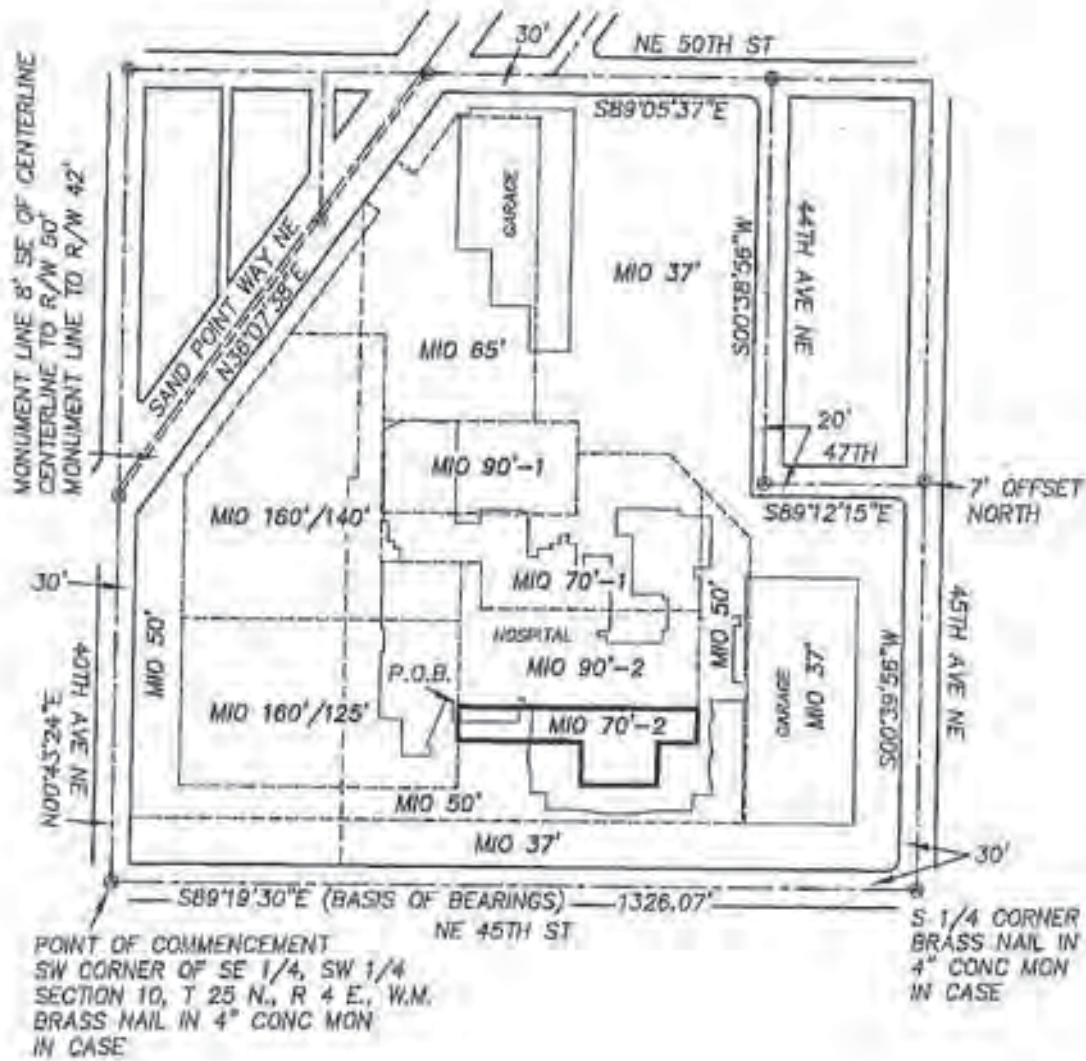 30'
NE 50TH ST
S89°05'37"E
MONUMENT LINE 8' SE OF CENTERLINE
CENTERLINE TO R/W 50'
MONUMENT LINE TO R/W 42'
SAND POINT WAY NE
N36°07'38"E
GARAGE
MIO 37'
S00°38'56"W
44TH AVE NE
MIO 65'
20'
47TH
7' OFFSET
NORTH
S89°12'15"E
MIO 90'-1
MIO 160'/140'
MIO 70'-1
30'
MIO 50'
HOSPITAL
MIO 90'-2
MIO 50'
GARAGE
MIO 37'
S00°39'56"W
45TH AVE NE
P.O.B.
MIO 160'/125'
MIO 70'-2
N00°43'24"E
40TH AVE NE
MIO 50'
MIO 37'
30'
S89°19'30"E (BASIS OF BEARINGS) 1326.07'
NE 45TH ST
POINT OF COMMENCEMENT
SW CORNER OF SE 1/4, SW 1/4
SECTION 10, T 25 N., R 4 E., W.M.
BRASS NAIL IN 4" CONC MON
IN CASE
S 1/4 CORNER
BRASS NAIL IN
4" CONC MON
IN CASE